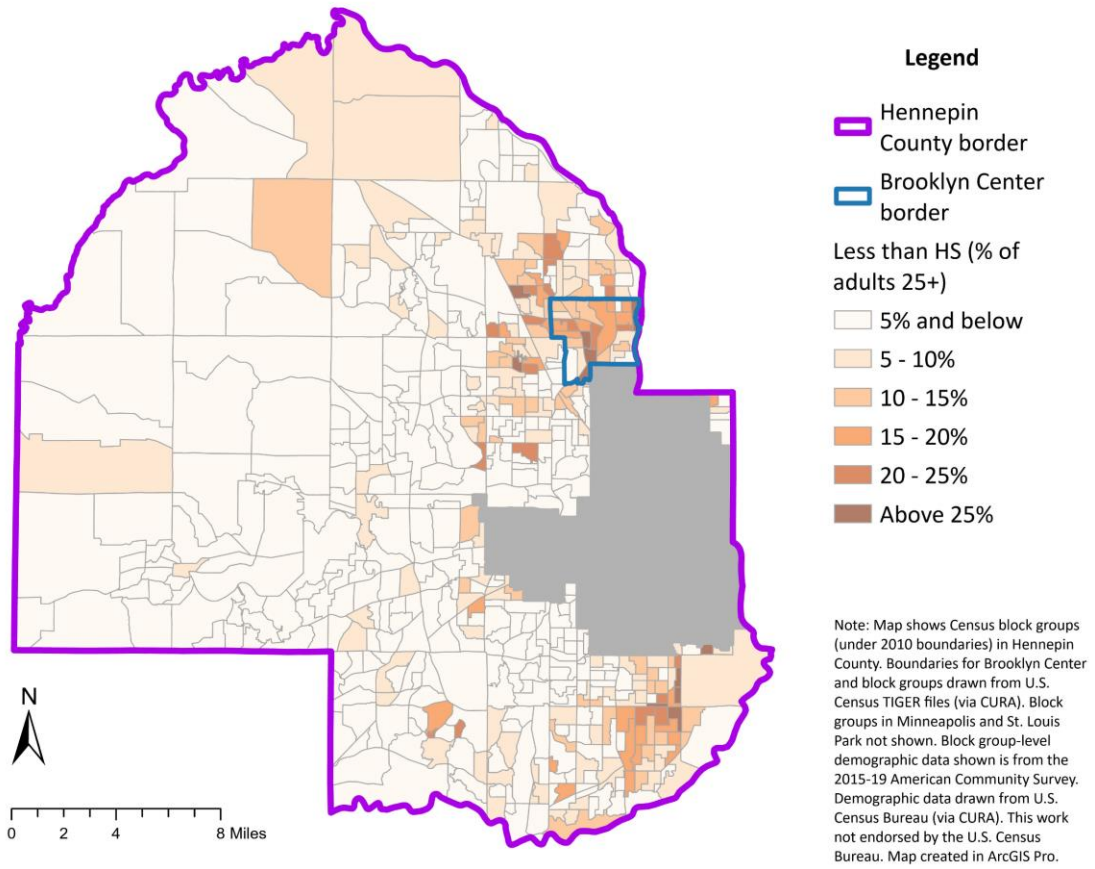 Legend
Hennepin
County border
Brooklyn Center
border
Less than HS (% of
adults 25+)
5% and below
5 - 10%
10 - 15%
15 - 20%
20 - 25%
Above 25%
Note: Map shows Census block groups
(under 2010 boundaries) in Hennepin
County. Boundaries for Brooklyn Center
and block groups drawn from U.S.
Census TIGER files (via CURA). Block
groups in Minneapolis and St. Louis
Park not shown. Block group-level
demographic data shown is from the
2015-19 American Community Survey.
Demographic data drawn from U.S.
Census Bureau (via CURA). This work
not endorsed by the U.S. Census
Bureau. Map created in ArcGIS Pro.
N
0 2 4 8 Miles